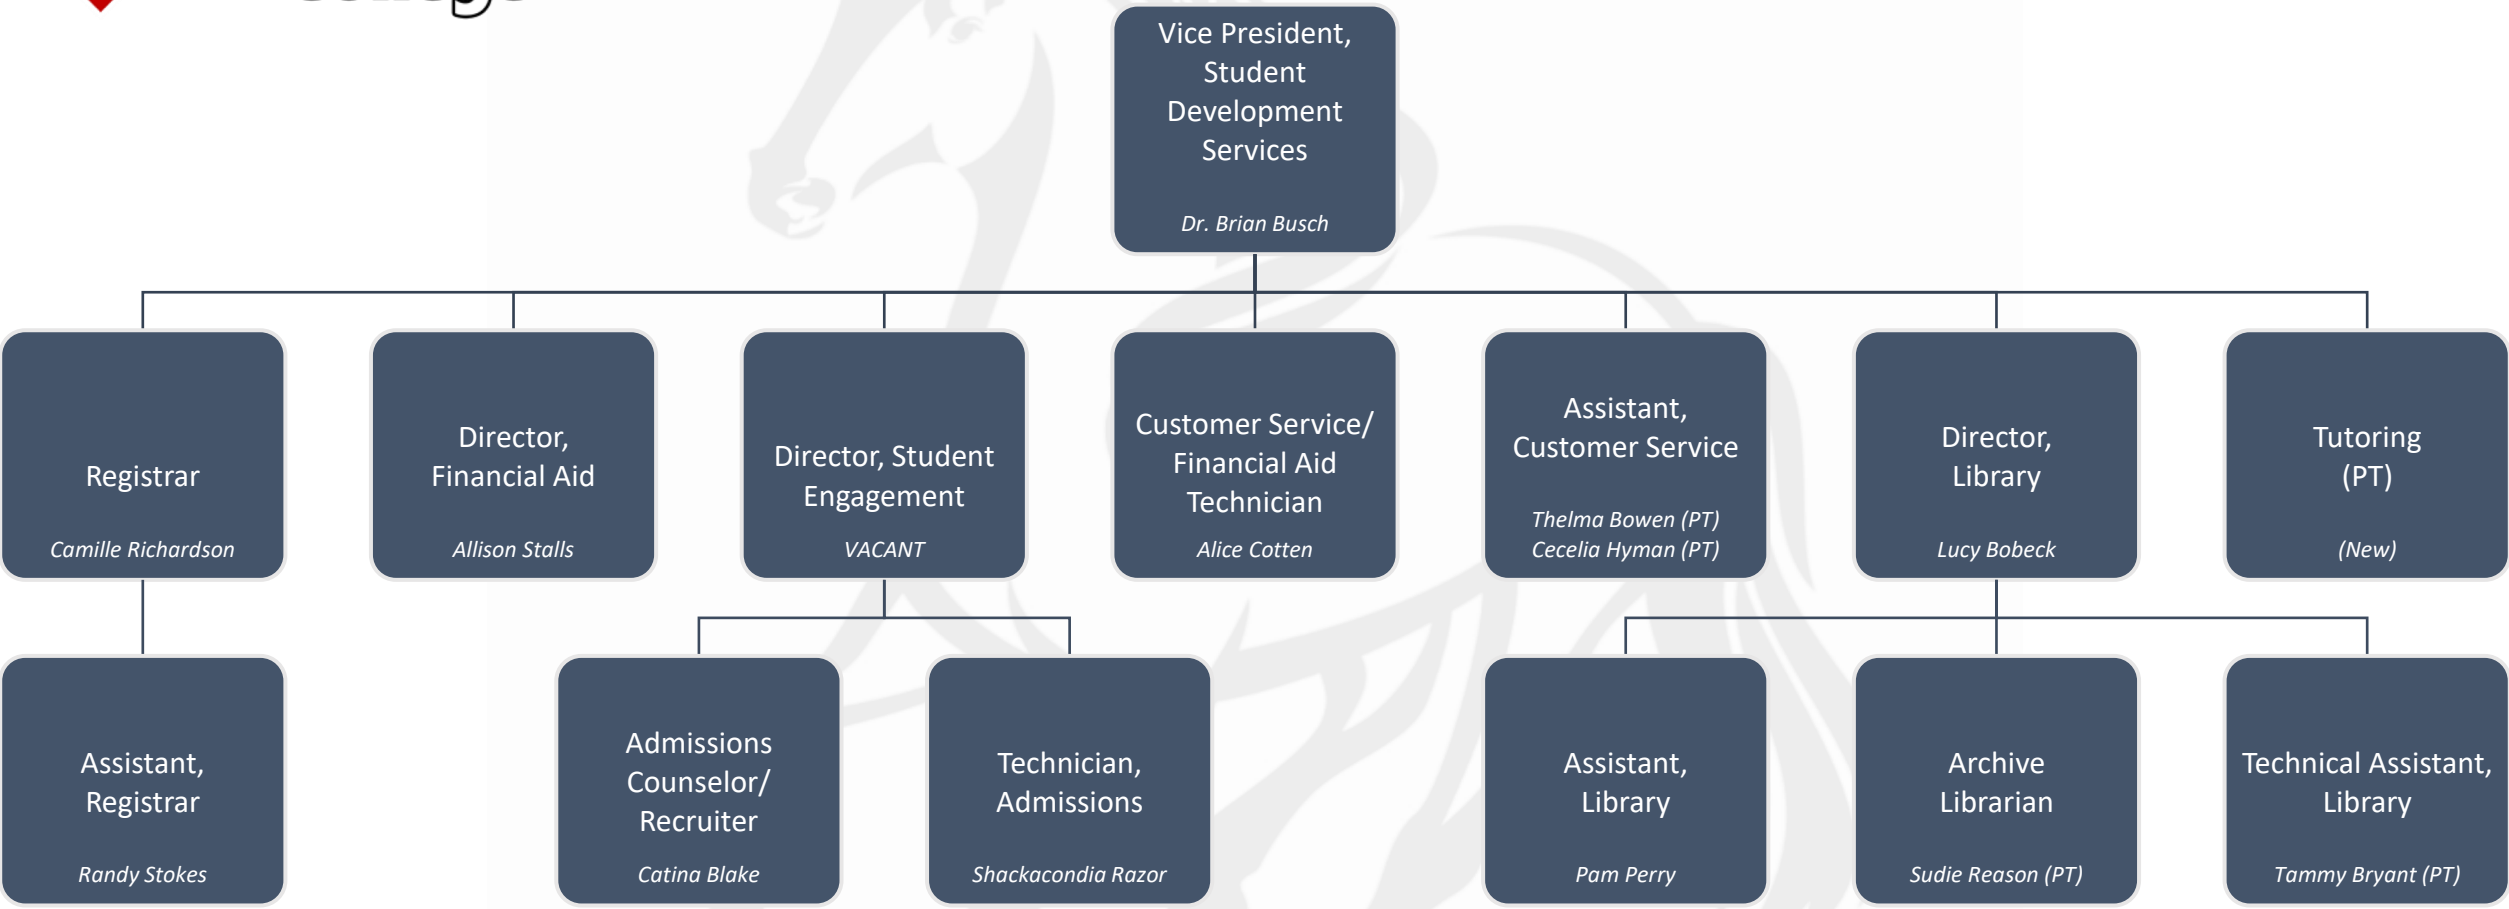 Vice President,
Student
Development
Services
Dr. Brian Busch
Registrar
Camille Richardson
Director,
Financial Aid
Allison Stalls
Director, Student
Engagement
VACANT
Customer Service/
Financial Aid
Technician
Alice Cotten
Assistant,
Customer Service
Thelma Bowen (PT)
Cecelia Hyman (PT)
Director,
Library
Lucy Bobeck
Tutoring
(PT)
(New)
Assistant,
Registrar
Randy Stokes
Admissions
Counselor/
Recruiter
Catina Blake
Technician,
Admissions
Shackacondia Razor
Assistant,
Library
Pam Perry
Archive
Librarian
Sudie Reason (PT)
Technical Assistant,
Library
Tammy Bryant (PT)